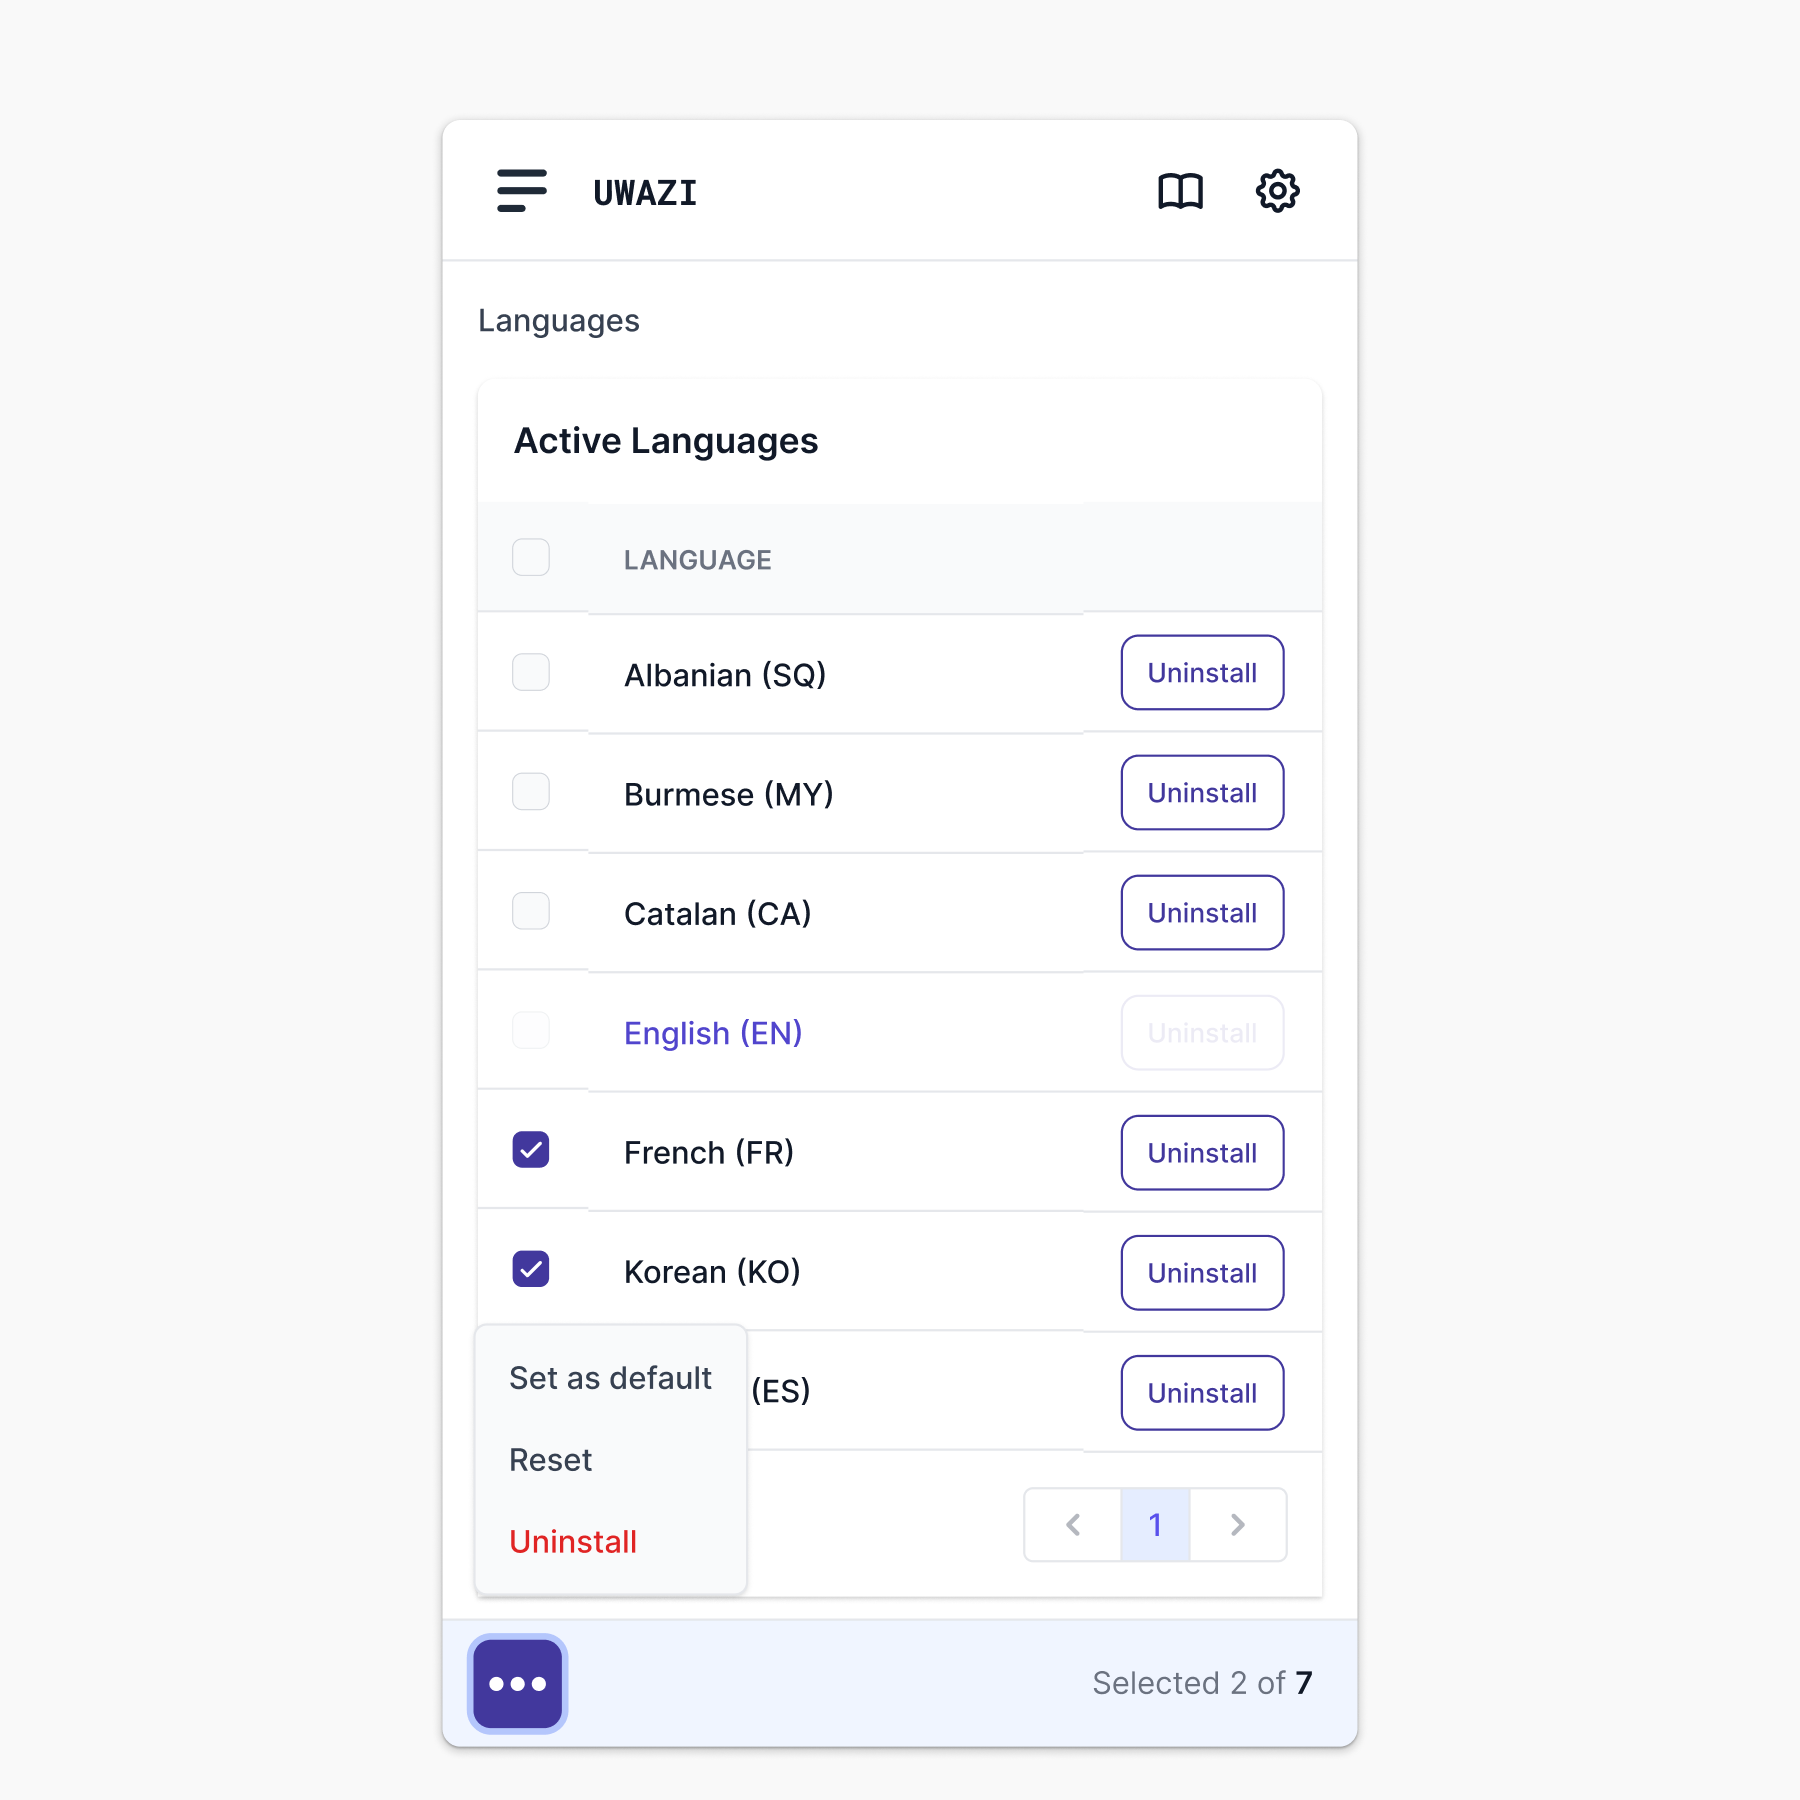 UWAZI
Languages
Active Languages
LANGUAGE
Albanian (SQ) Uninstall
Burmese (MY) Uninstall
Catalan (CA) Uninstall
English (EN) Uninstall
French (FR) Uninstall
Korean (KO) Uninstall
(ES) Uninstall
Set as default
Reset
Uninstall
1
Selected 2 of 7